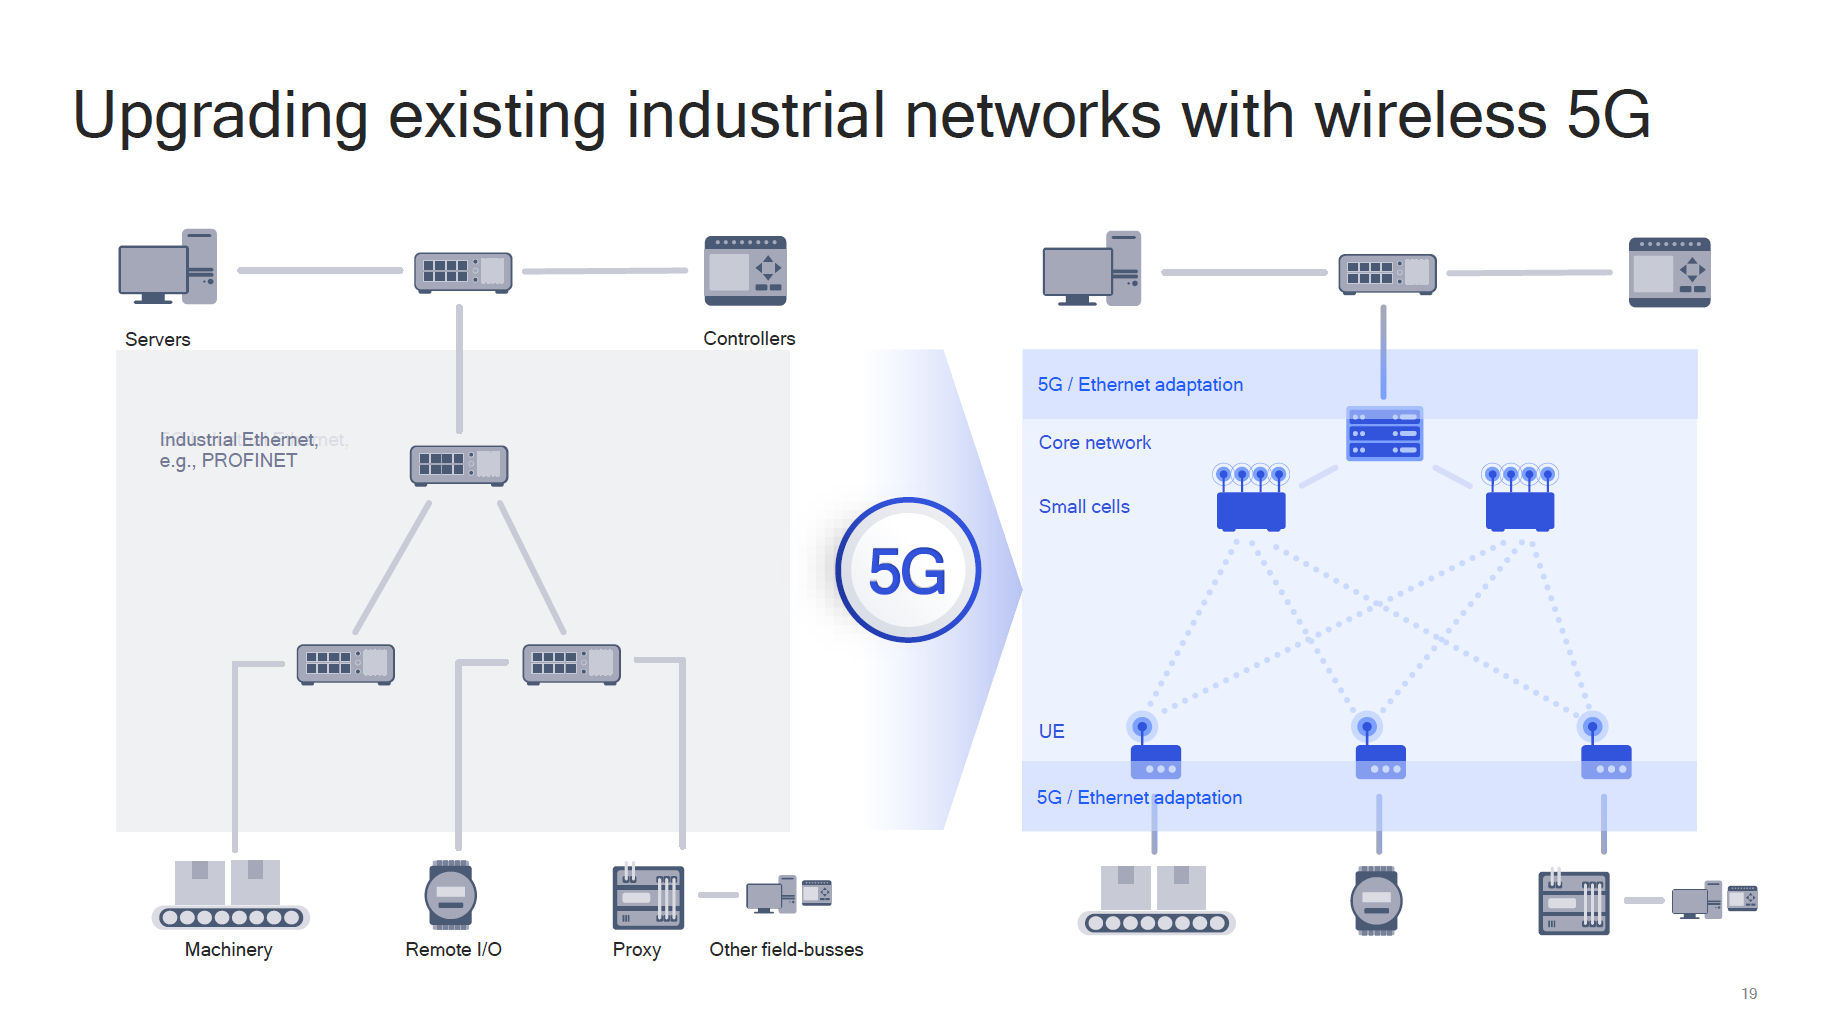 Upgrading existing industrial networks with wireless 5G
Servers
Controllers
Industrial Ethernet,
e.g., PROFINET
Machinery
Remote I/O
Proxy
Other field-busses
5G
5G / Ethernet adaptation
Core network
Small cells
UE
5G / Ethernet adaptation
19